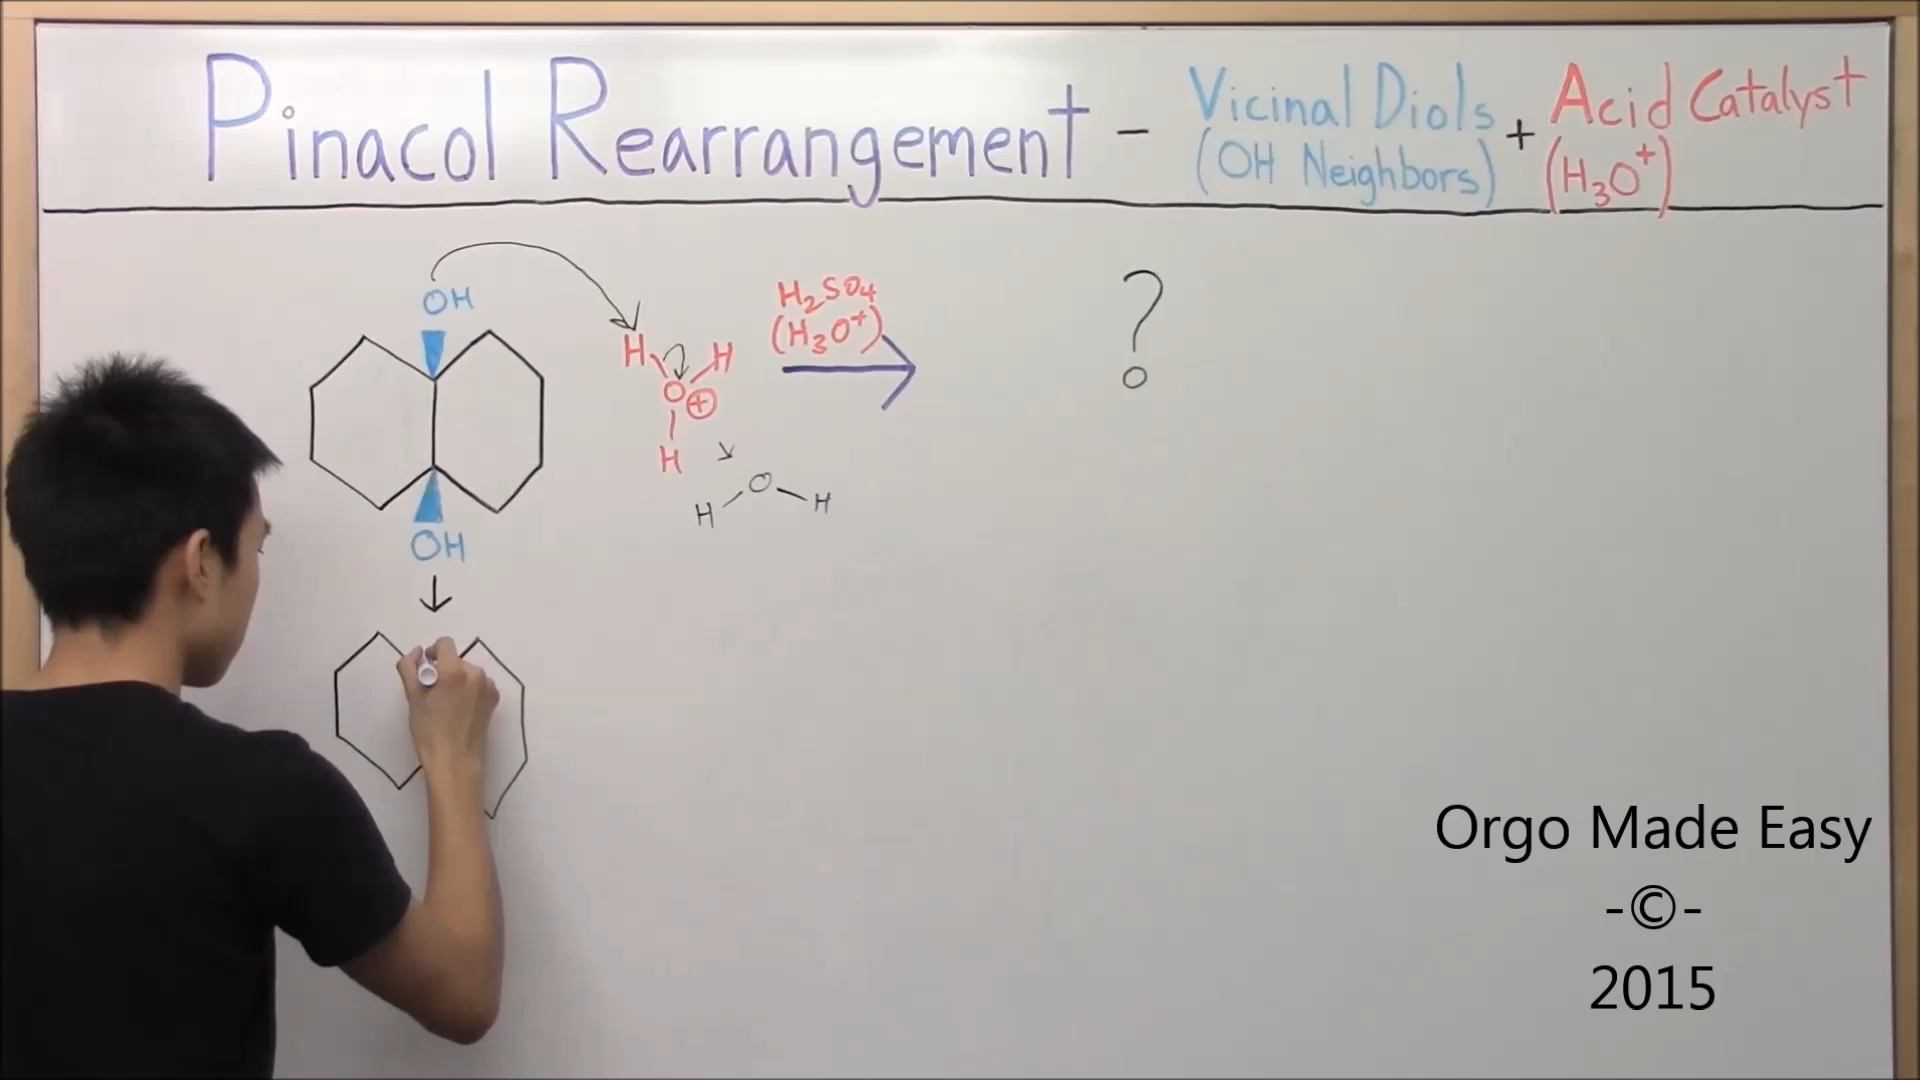 Pinacol Rearrangement - Vicinal Diols + Acid Catalyst
(OH Neighbors) (H₃O⁺)
OH
H₂SO₄
(H₃O⁺)
?
H H
O⊕
H
O
H H
OH
Orgo Made Easy
-©-
2015